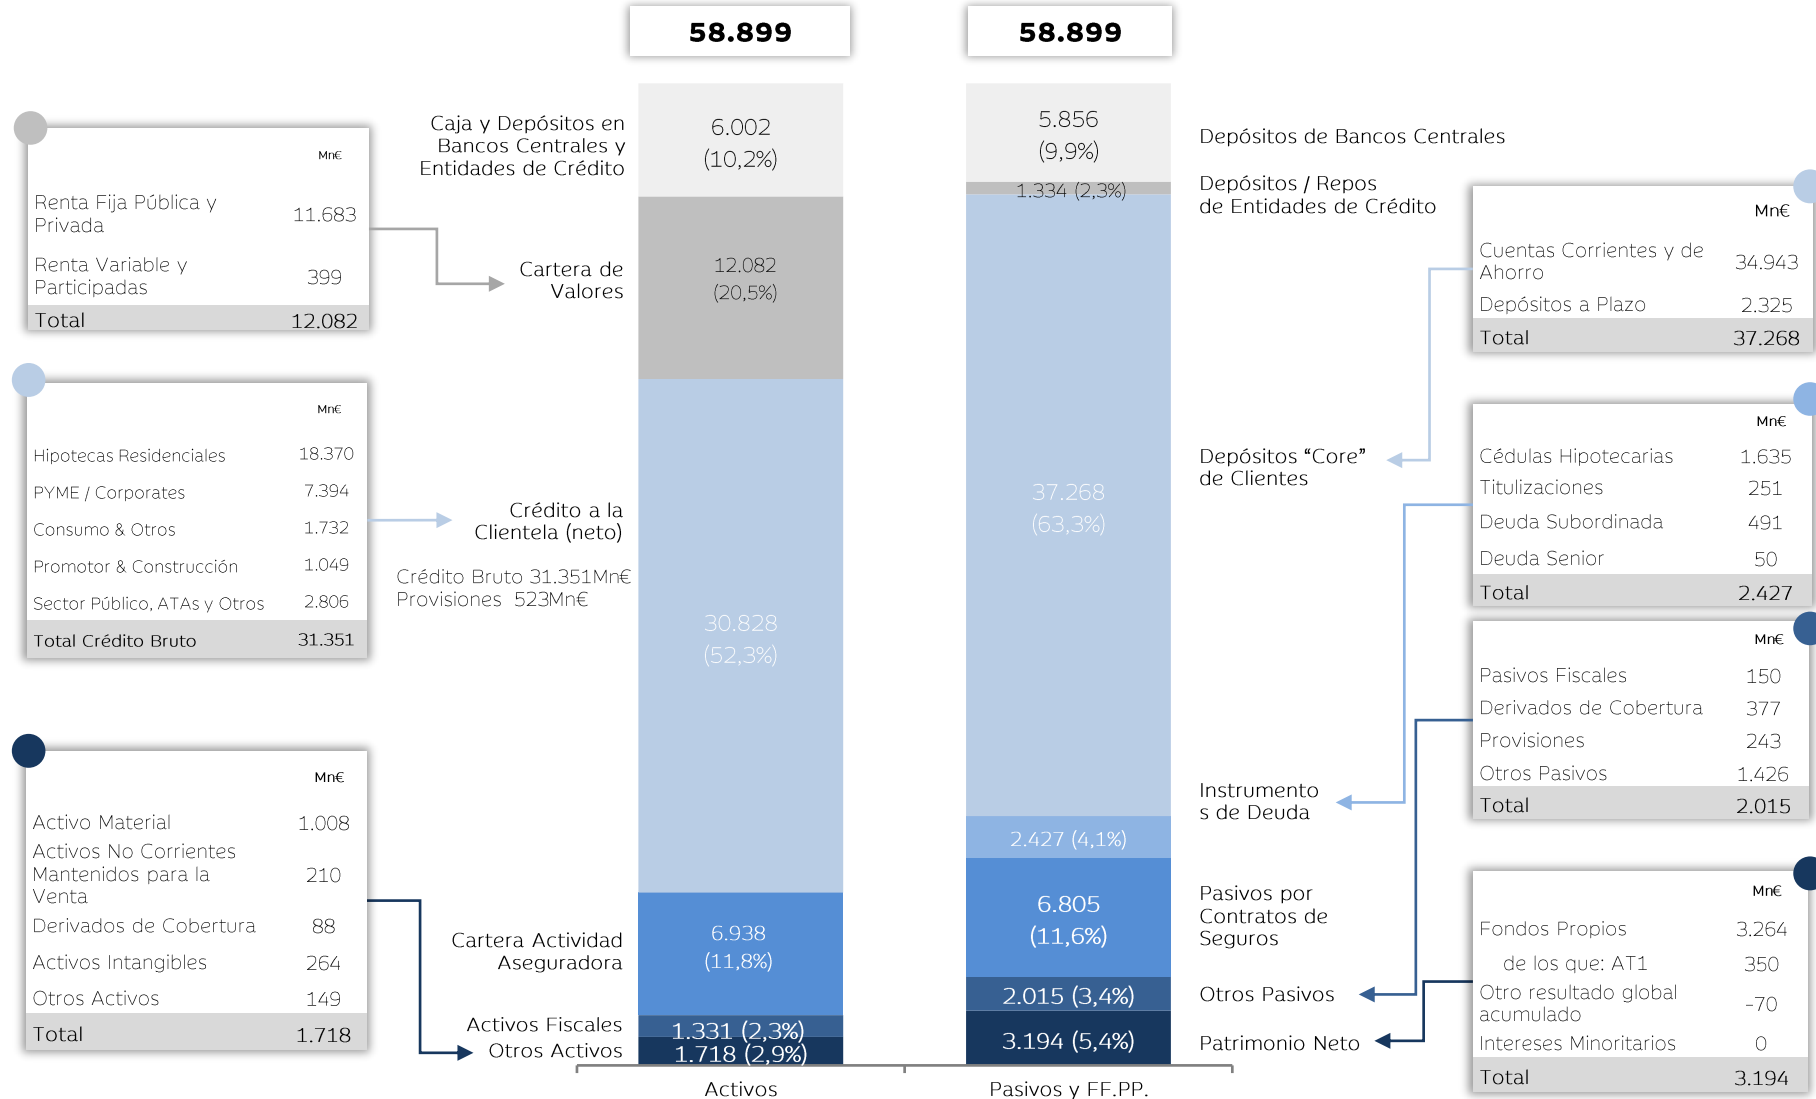 58.899
58.899
Mn€
Renta Fija Pública y
Privada
11.683
Renta Variable y
Participadas
399
Total 12.082
Mn€
Hipotecas Residenciales 18.370
PYME / Corporates 7.394
Consumo & Otros 1.732
Promotor & Construcción 1.049
Sector Público, ATAs y Otros 2.806
Total Crédito Bruto 31.351
Mn€
Activo Material 1.008
Activos No Corrientes
Mantenidos para la
Venta
210
Derivados de Cobertura 88
Activos Intangibles 264
Otros Activos 149
Total 1.718
Caja y Depósitos en
Bancos Centrales y
Entidades de Crédito
Cartera de
Valores
Crédito a la
Clientela (neto)
Crédito Bruto 31.351Mn€
Provisiones 523Mn€
Cartera Actividad
Aseguradora
Activos Fiscales
Otros Activos
6.002
(10,2%)
12.082
(20,5%)
30.828
(52,3%)
6.938
(11,8%)
1.331 (2,3%)
1.718 (2,9%)
Activos
5.856
(9,9%)
1.334 (2,3%)
37.268
(63,3%)
2.427 (4,1%)
6.805
(11,6%)
2.015 (3,4%)
3.194 (5,4%)
Pasivos y FF.PP.
Depósitos de Bancos Centrales
Depósitos / Repos
de Entidades de Crédito
Depósitos “Core”
de Clientes
Instrumento
s de Deuda
Pasivos por
Contratos de
Seguros
Otros Pasivos
Patrimonio Neto
Mn€
Cuentas Corrientes y de
Ahorro
34.943
Depósitos a Plazo 2.325
Total 37.268
Mn€
Cédulas Hipotecarias 1.635
Titulizaciones 251
Deuda Subordinada 491
Deuda Senior 50
Total 2.427
Mn€
Pasivos Fiscales 150
Derivados de Cobertura 377
Provisiones 243
Otros Pasivos 1.426
Total 2.015
Mn€
Fondos Propios 3.264
de los que: AT1 350
Otro resultado global
acumulado
-70
Intereses Minoritarios 0
Total 3.194